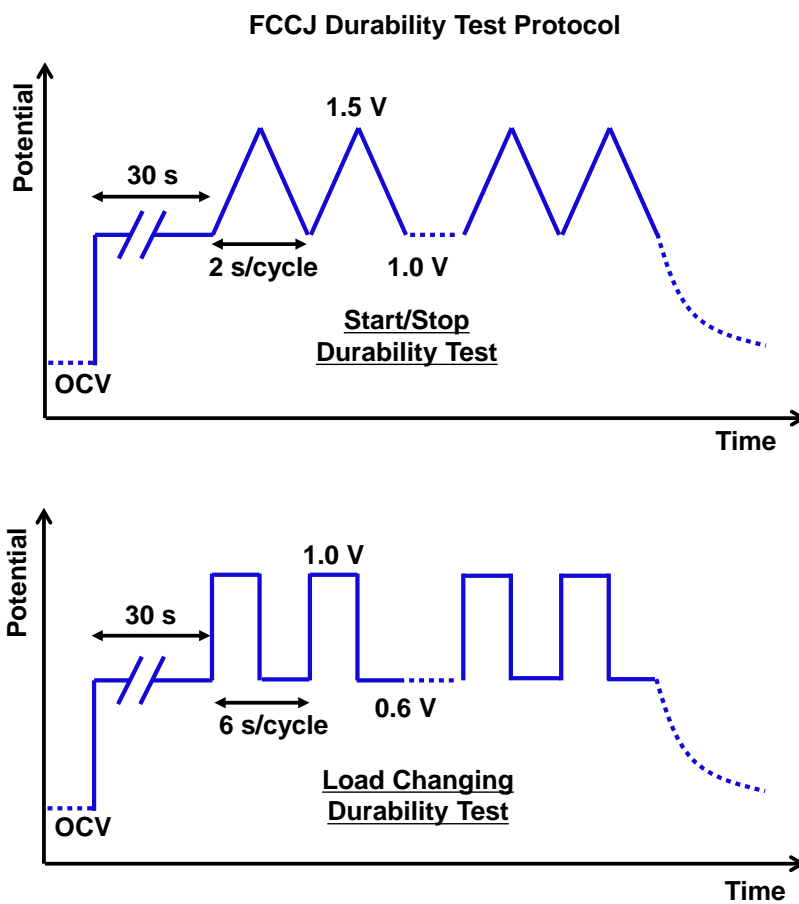 FCCJ Durability Test Protocol
Potential
1.5 V
30 s
2 s/cycle
1.0 V
Start/Stop
Durability Test
OCV
Time
Potential
1.0 V
30 s
6 s/cycle
0.6 V
Load Changing
Durability Test
OCV
Time